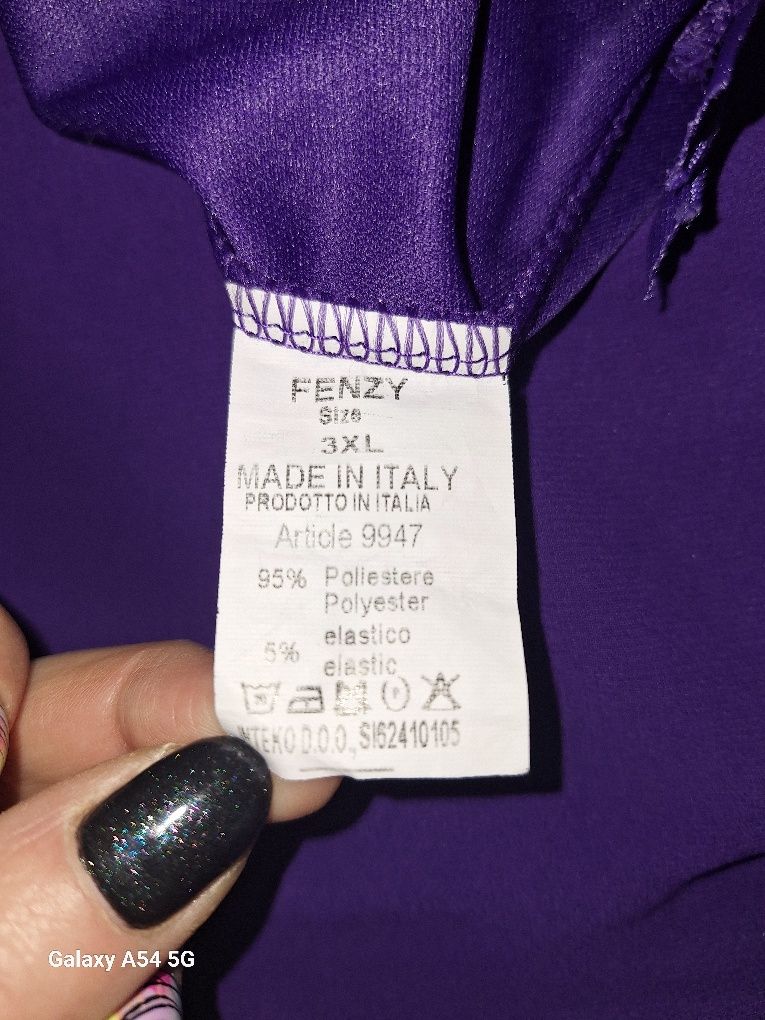 FENZY
Size
3XL
MADE IN ITALY
PRODOTTO IN ITALIA
Article 9947
95% Poliestere
Polyester
5% elastico
elastic
INTEKO D.O.O., SI62410105
Galaxy A54 5G